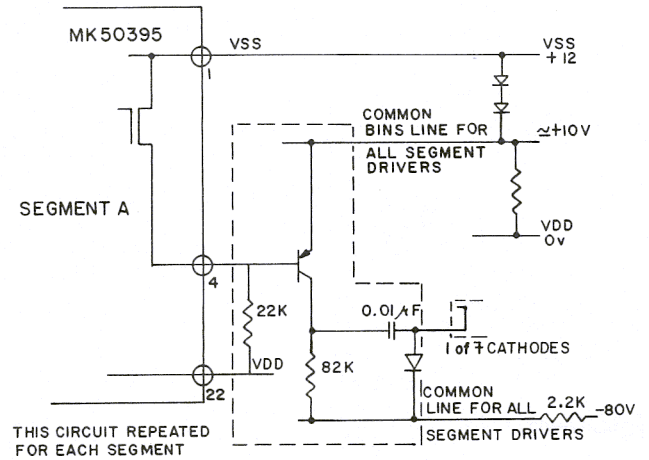 MK50395
VSS
1
VSS
+12
COMMON
BINS LINE FOR
ALL SEGMENT
DRIVERS
≃+10V
SEGMENT A
VDD
0v
4
22K
0.01µF
1 of 7 CATHODES
VDD
82K
22
COMMON
LINE FOR ALL
SEGMENT DRIVERS
2.2K
-80V
THIS CIRCUIT REPEATED
FOR EACH SEGMENT